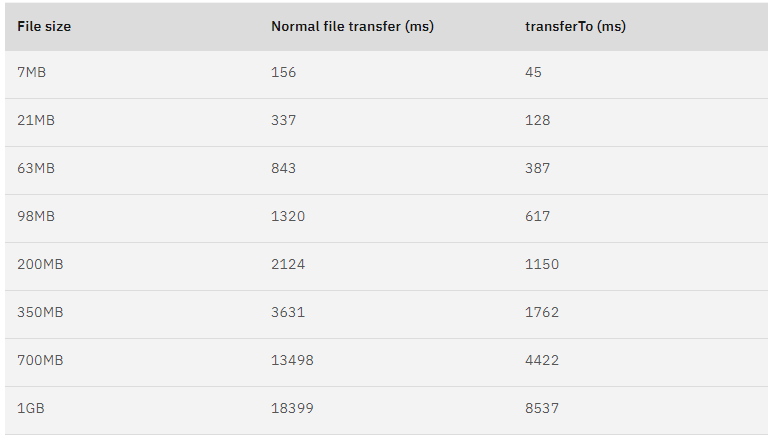 File size Normal file transfer (ms) transferTo (ms)
7MB 156 45
21MB 337 128
63MB 843 387
98MB 1320 617
200MB 2124 1150
350MB 3631 1762
700MB 13498 4422
1GB 18399 8537